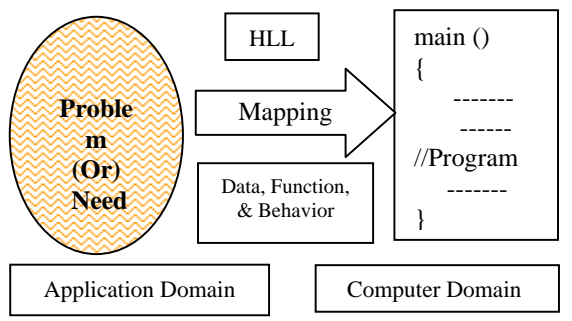 Proble
m
(Or)
Need
HLL
Mapping
Data, Function,
& Behavior
main ()
{
-------
------
//Program
-------
}
Application Domain
Computer Domain